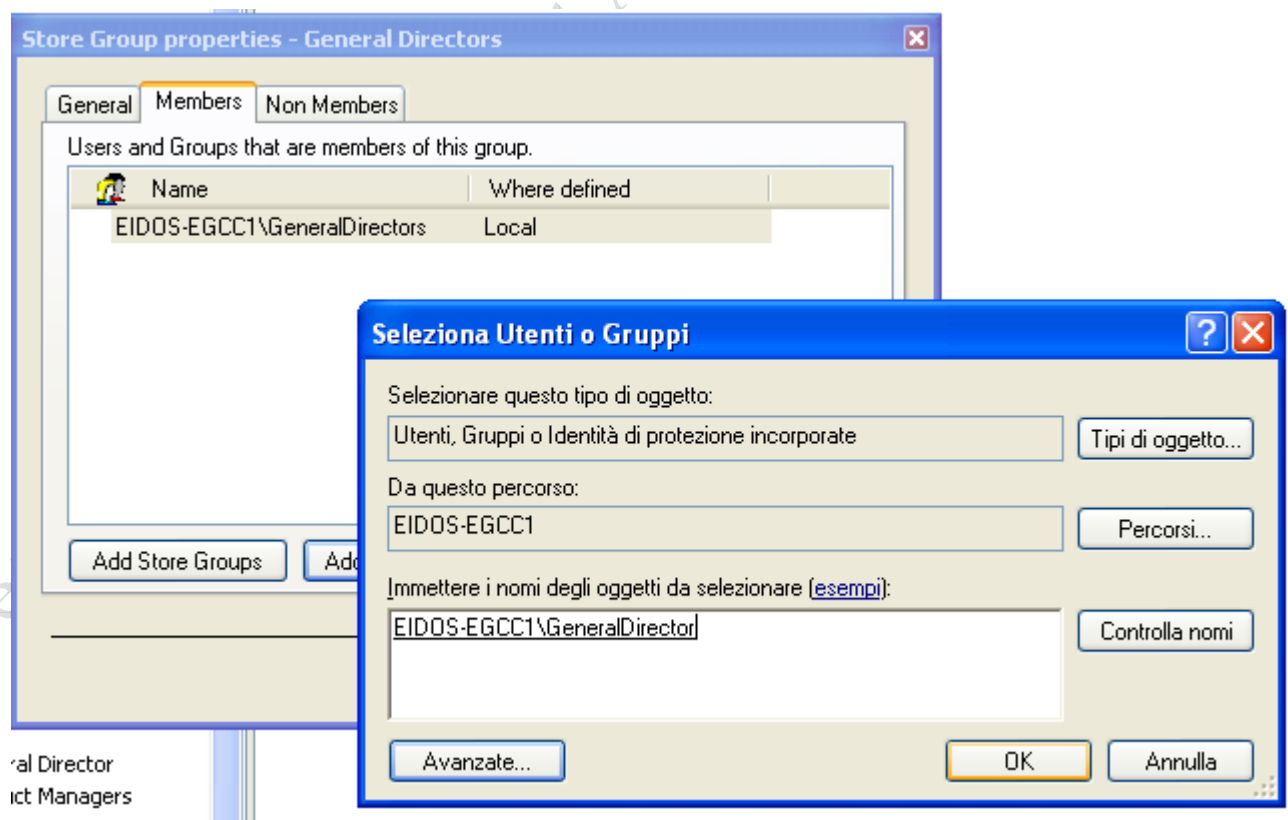 Store Group properties - General Directors
General Members Non Members
Users and Groups that are members of this group.
Name Where defined
EIDOS-EGCC1\GeneralDirectors Local
Add Store Groups
Seleziona Utenti o Gruppi
Selezionare questo tipo di oggetto:
Utenti, Gruppi o Identità di protezione incorporate Tipi di oggetto...
Da questo percorso:
EIDOS-EGCC1 Percorsi...
Immettere i nomi degli oggetti da selezionare (esempi):
EIDOS-EGCC1\GeneralDirector Controlla nomi
Avanzate... OK Annulla
Director
Managers